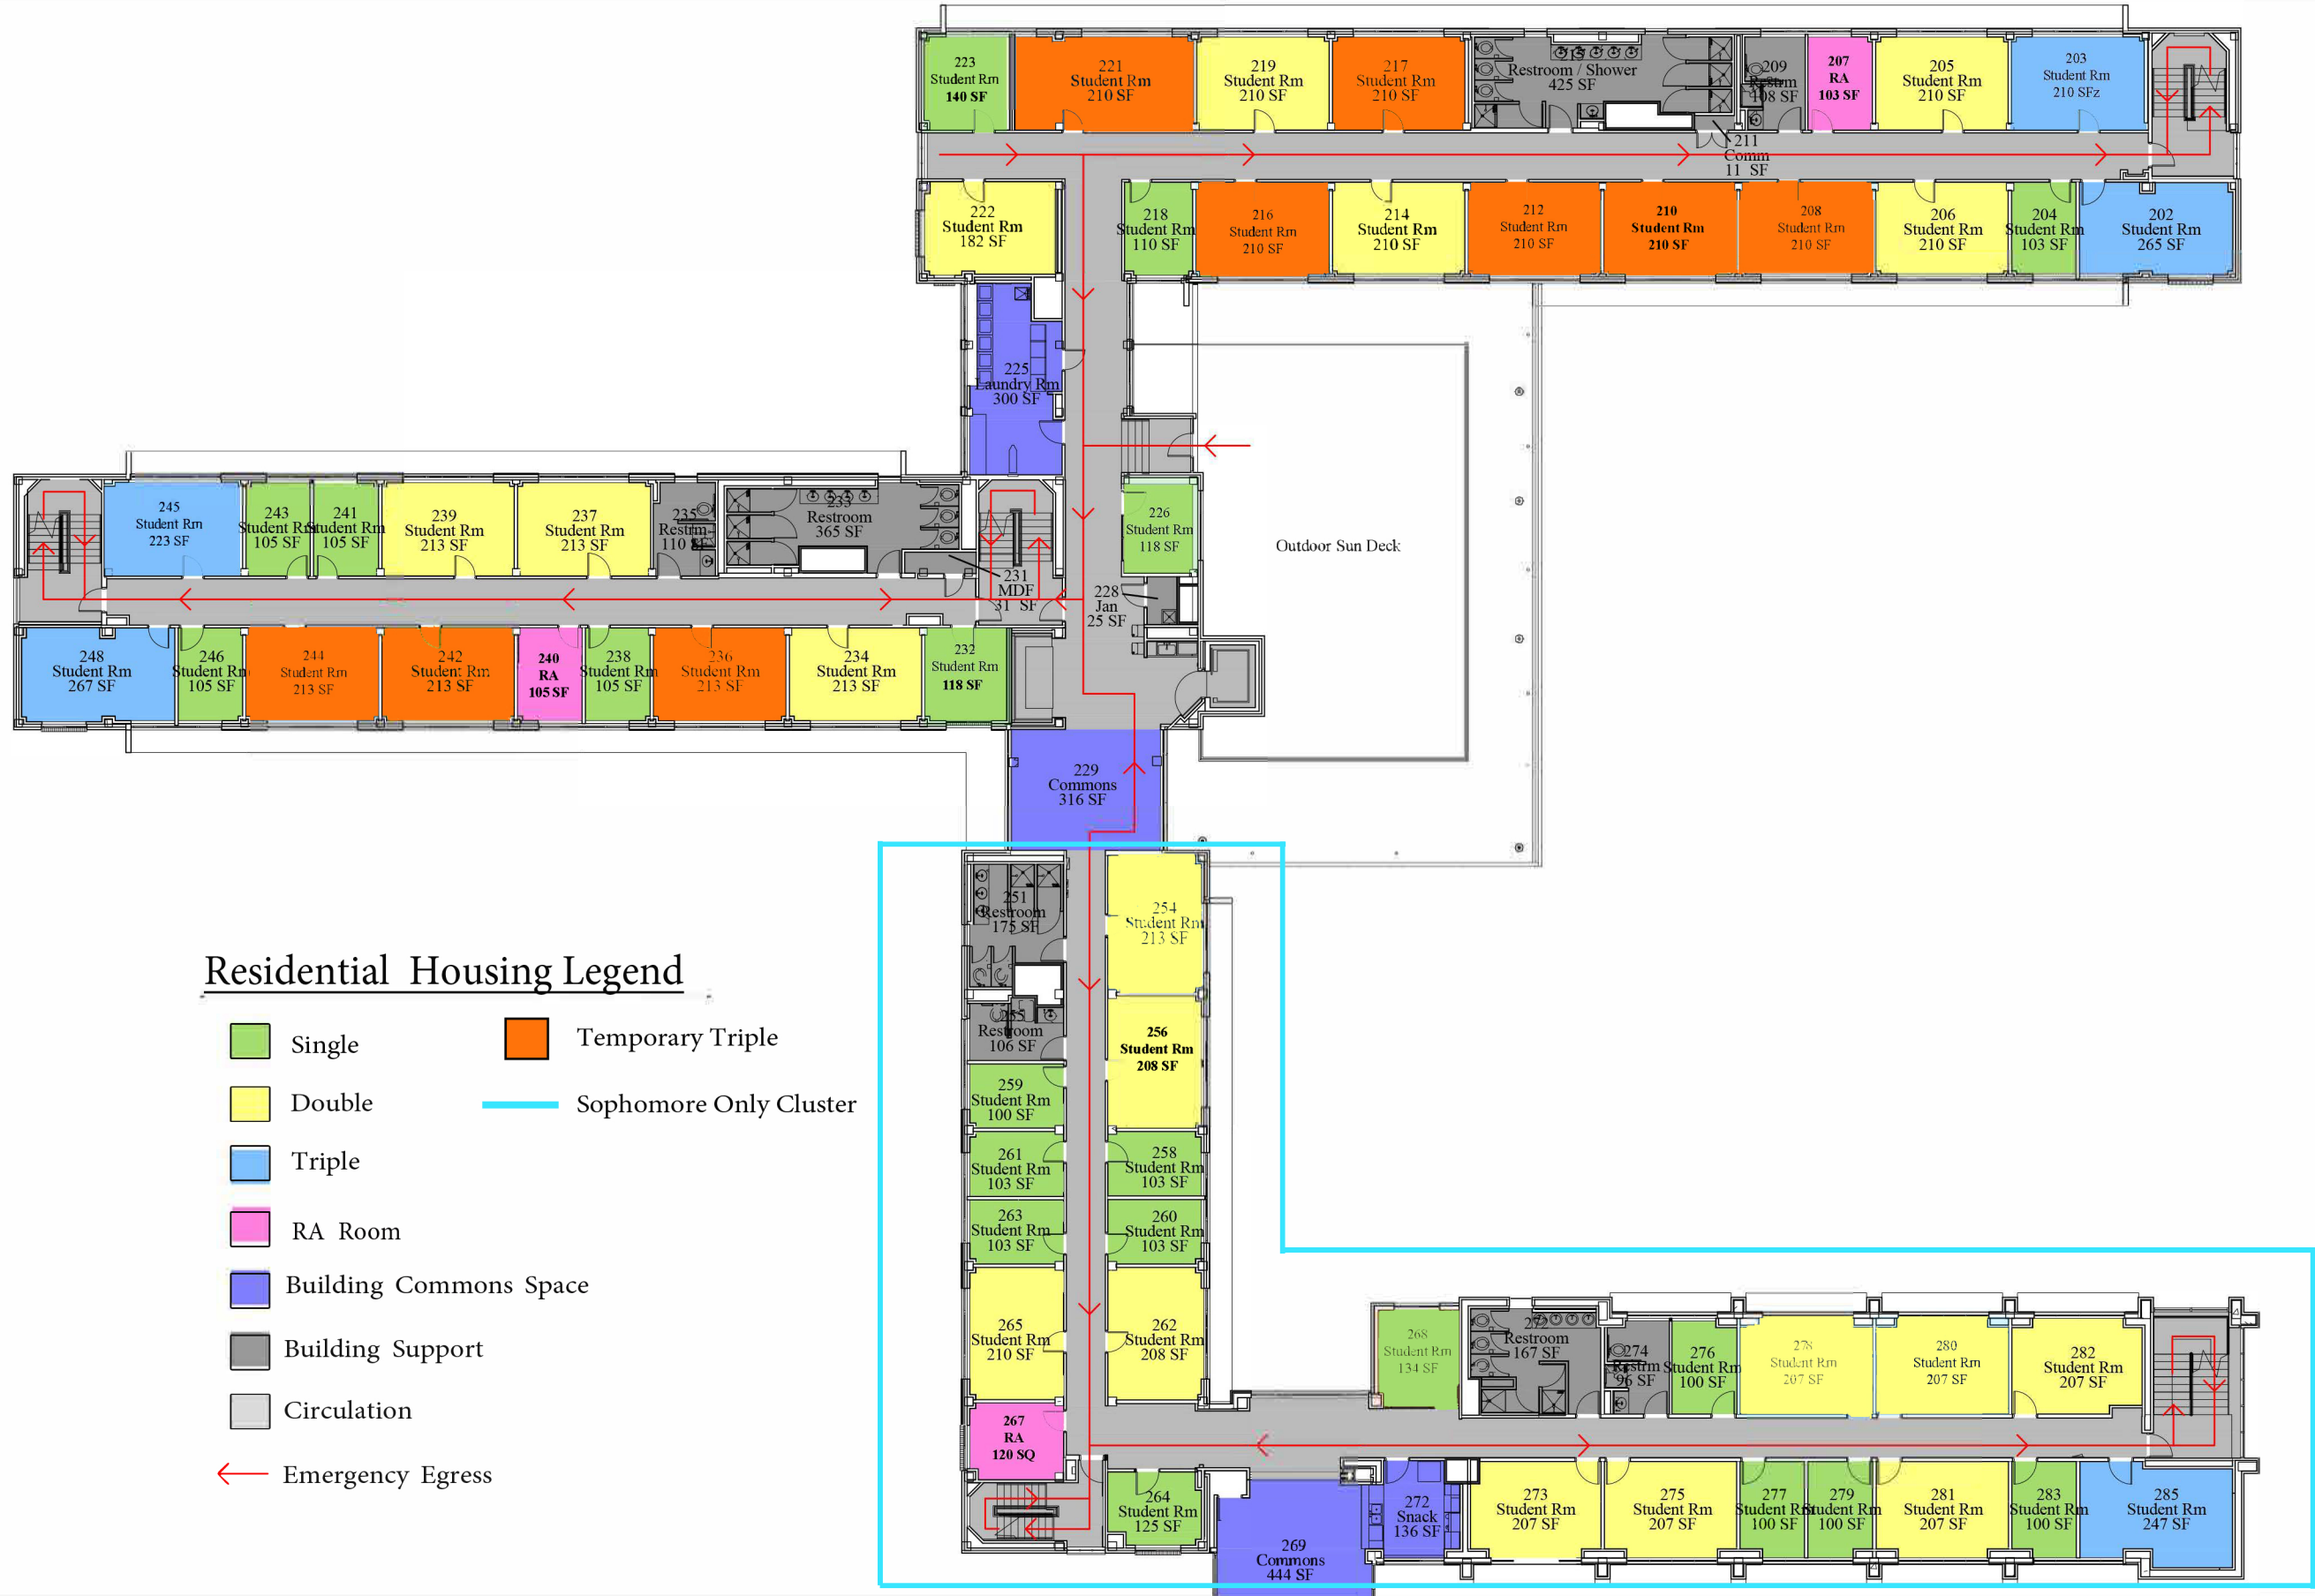 223
Student Rm
140 SF
221
Student Rm
210 SF
219
Student Rm
210 SF
217
Student Rm
210 SF
Restroom / Shower
425 SF
209
Restrm
108 SF
207
RA
103 SF
205
Student Rm
210 SF
203
Student Rm
210 SFz
211
Comm
11 SF
222
Student Rm
182 SF
218
Student Rm
110 SF
216
Student Rm
210 SF
214
Student Rm
210 SF
212
Student Rm
210 SF
210
Student Rm
210 SF
208
Student Rm
210 SF
206
Student Rm
210 SF
204
Student Rm
103 SF
202
Student Rm
265 SF
225
Laundry Rm
300 SF
245
Student Rm
223 SF
243
Student Rm
105 SF
241
Student Rm
105 SF
239
Student Rm
213 SF
237
Student Rm
213 SF
235
Restrm
110 SF
233
Restroom
365 SF
231
MDF
31 SF
226
Student Rm
118 SF
Outdoor Sun Deck
228
Jan
25 SF
248
Student Rm
267 SF
246
Student Rm
105 SF
244
Student Rm
213 SF
242
Student Rm
213 SF
240
RA
105 SF
238
Student Rm
105 SF
236
Student Rm
213 SF
234
Student Rm
213 SF
232
Student Rm
118 SF
229
Commons
316 SF
251
Restroom
175 SF
254
Student Rm
213 SF
Restroom
106 SF
256
Student Rm
208 SF
259
Student Rm
100 SF
261
Student Rm
103 SF
258
Student Rm
103 SF
263
Student Rm
103 SF
260
Student Rm
103 SF
265
Student Rm
210 SF
262
Student Rm
208 SF
267
RA
120 SQ
264
Student Rm
125 SF
268
Student Rm
134 SF
272
Restroom
167 SF
274
Restrm
96 SF
276
Student Rm
100 SF
278
Student Rm
207 SF
280
Student Rm
207 SF
282
Student Rm
207 SF
269
Commons
444 SF
272
Snack
136 SF
273
Student Rm
207 SF
275
Student Rm
207 SF
277
Student Rm
100 SF
279
Student Rm
100 SF
281
Student Rm
207 SF
283
Student Rm
100 SF
285
Student Rm
247 SF
Residential Housing Legend
Single
Double
Triple
RA Room
Building Commons Space
Building Support
Circulation
Emergency Egress
Temporary Triple
Sophomore Only Cluster